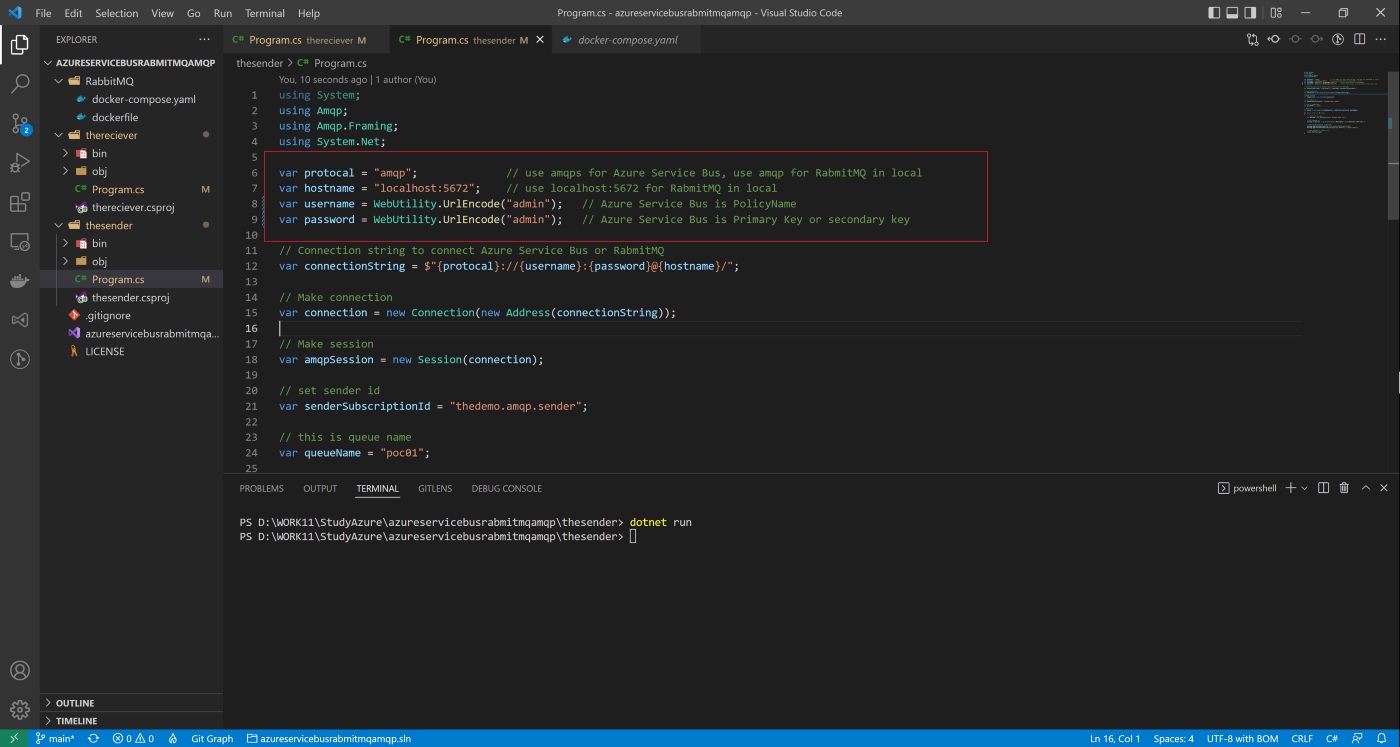 File Edit Selection View Go Run Terminal Help
Program.cs - azureservicebusrabmitmqamqp - Visual Studio Code
EXPLORER
C# Program.cs thereciever M
C# Program.cs thesender M
docker-compose.yaml
AZURESERVICEBUSRABMITMQAMQP
RabbitMQ
docker-compose.yaml
dockerfile
thereciever
bin
obj
C# Program.cs M
thereciever.csproj
thesender
bin
obj
C# Program.cs M
thesender.csproj
.gitignore
azureservicebusrabmitmqa...
LICENSE
OUTLINE
TIMELINE
2
thesender > C# Program.cs
You, 10 seconds ago | 1 author (You)
1 using System;
2 using Amqp;
3 using Amqp.Framing;
4 using System.Net;
5
6 var protocal = "amqp"; // use amqps for Azure Service Bus, use amqp for RabmitMQ in local
7 var hostname = "localhost:5672"; // use localhost:5672 for RabmitMQ in local
8 var username = WebUtility.UrlEncode("admin"); // Azure Service Bus is PolicyName
9 var password = WebUtility.UrlEncode("admin"); // Azure Service Bus is Primary Key or secondary key
10
11 // Connection string to connect Azure Service Bus or RabmitMQ
12 var connectionString = $"{protocal}://{username}:{password}@{hostname}/";
13
14 // Make connection
15 var connection = new Connection(new Address(connectionString));
16
17 // Make session
18 var amqpSession = new Session(connection);
19
20 // set sender id
21 var senderSubscriptionId = "thedemo.amqp.sender";
22
23 // this is queue name
24 var queueName = "poc01";
25
PROBLEMS OUTPUT TERMINAL GITLENS DEBUG CONSOLE
powershell
PS D:\WORK11\StudyAzure\azureservicebusrabmitmqamqp\thesender> dotnet run
PS D:\WORK11\StudyAzure\azureservicebusrabmitmqamqp\thesender>
main* 0 0 Git Graph azureservicebusrabmitmqamqp.sln
Ln 16, Col 1 Spaces: 4 UTF-8 with BOM CRLF C#